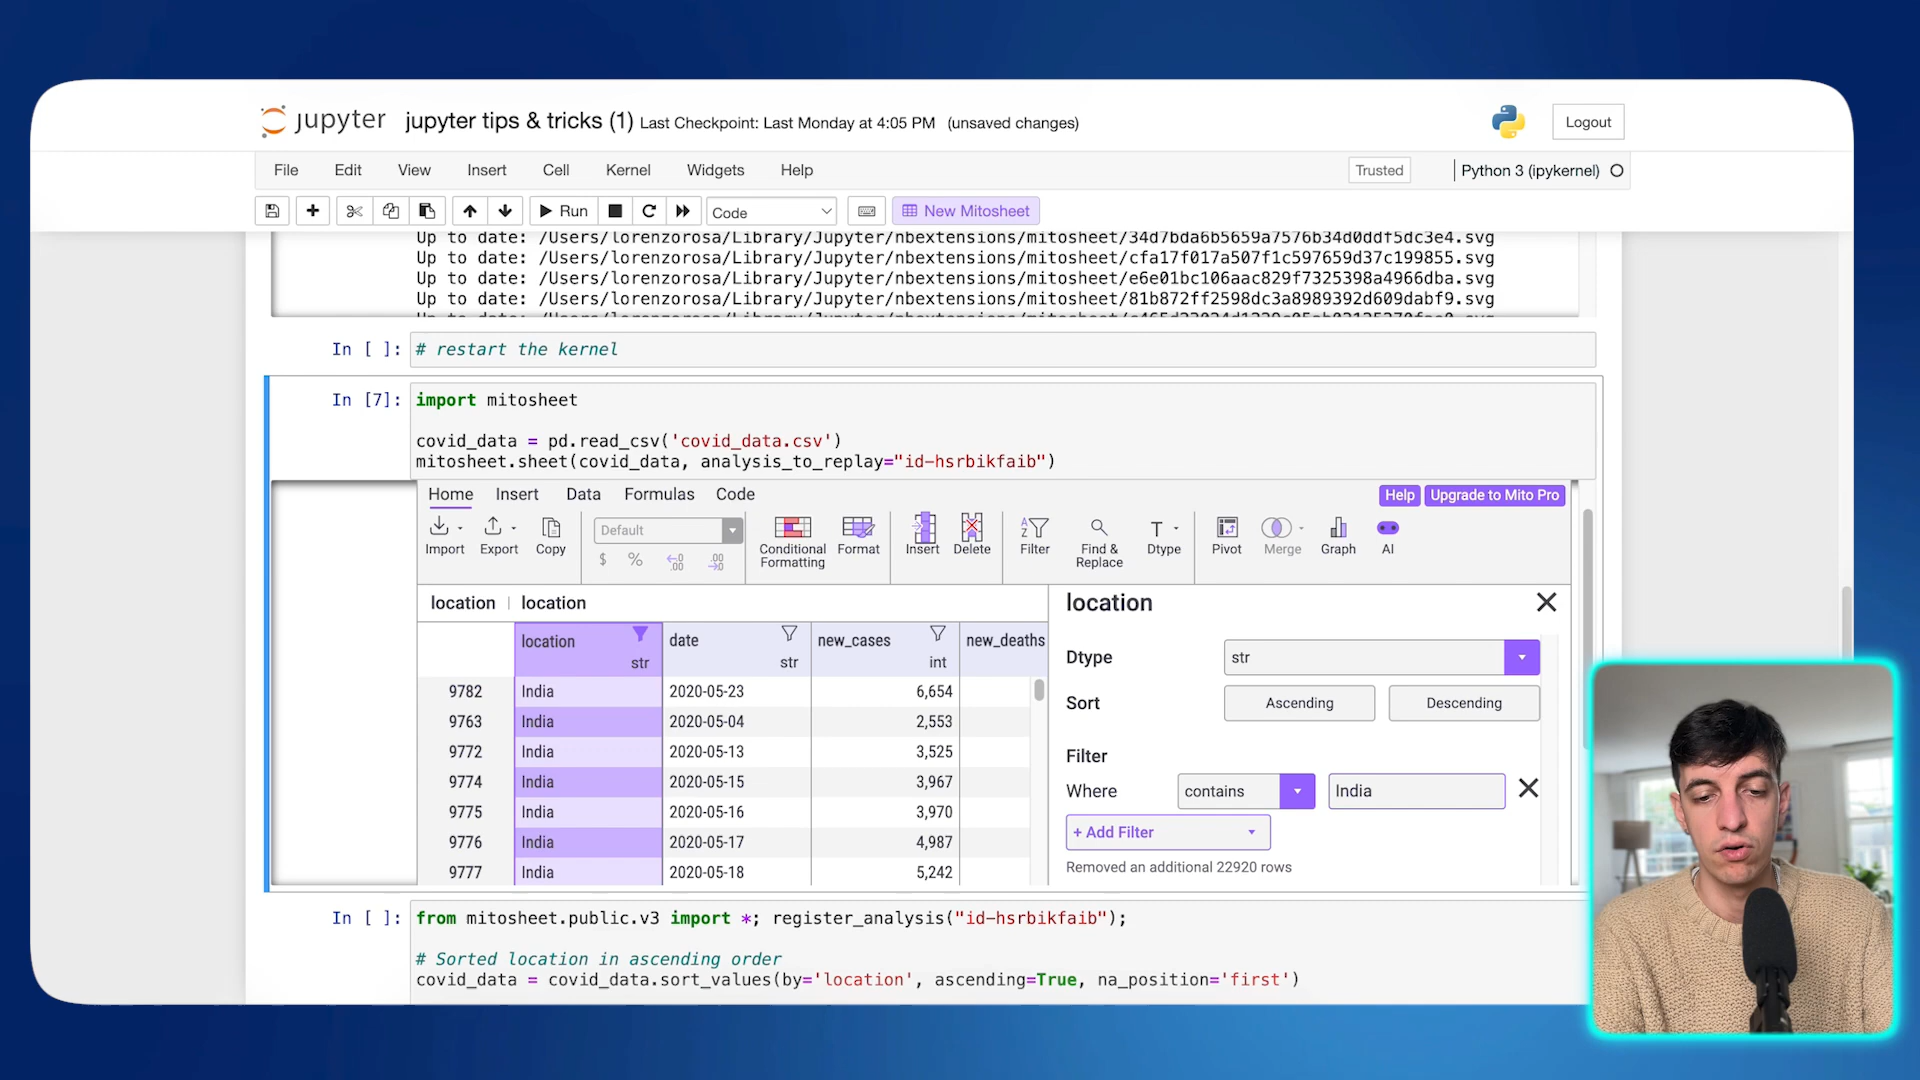 jupyter jupyter tips & tricks (1) Last Checkpoint: Last Monday at 4:05 PM (unsaved changes) Logout
File Edit View Insert Cell Kernel Widgets Help Trusted Python 3 (ipykernel)
Run Code New Mitosheet
Up to date: /Users/lorenzorosa/Library/Jupyter/nbextensions/mitosheet/34d7bda6b5659a7576b34d0ddf5dc3e4.svg
Up to date: /Users/lorenzorosa/Library/Jupyter/nbextensions/mitosheet/cfa17f017a507f1c597659d37c199855.svg
Up to date: /Users/lorenzorosa/Library/Jupyter/nbextensions/mitosheet/e6e01bc106aac829f7325398a4966dba.svg
Up to date: /Users/lorenzorosa/Library/Jupyter/nbextensions/mitosheet/81b872ff2598dc3a8989392d609dabf9.svg
In [ ]: # restart the kernel
In [7]: import mitosheet
covid_data = pd.read_csv('covid_data.csv')
mitosheet.sheet(covid_data, analysis_to_replay="id-hsrbikfaib")
Home Insert Data Formulas Code Help Upgrade to Mito Pro
Import Export Copy Default $ % .00 .00 Conditional Formatting Format Insert Delete Filter Find & Replace T Dtype Pivot Merge Graph AI
location location
location str date str new_cases int new_deaths
9782 India 2020-05-23 6,654
9763 India 2020-05-04 2,553
9772 India 2020-05-13 3,525
9774 India 2020-05-15 3,967
9775 India 2020-05-16 3,970
9776 India 2020-05-17 4,987
9777 India 2020-05-18 5,242
location
Dtype str
Sort Ascending Descending
Filter
Where contains India
+ Add Filter
Removed an additional 22920 rows
In [ ]: from mitosheet.public.v3 import *; register_analysis("id-hsrbikfaib");
# Sorted location in ascending order
covid_data = covid_data.sort_values(by='location', ascending=True, na_position='first')